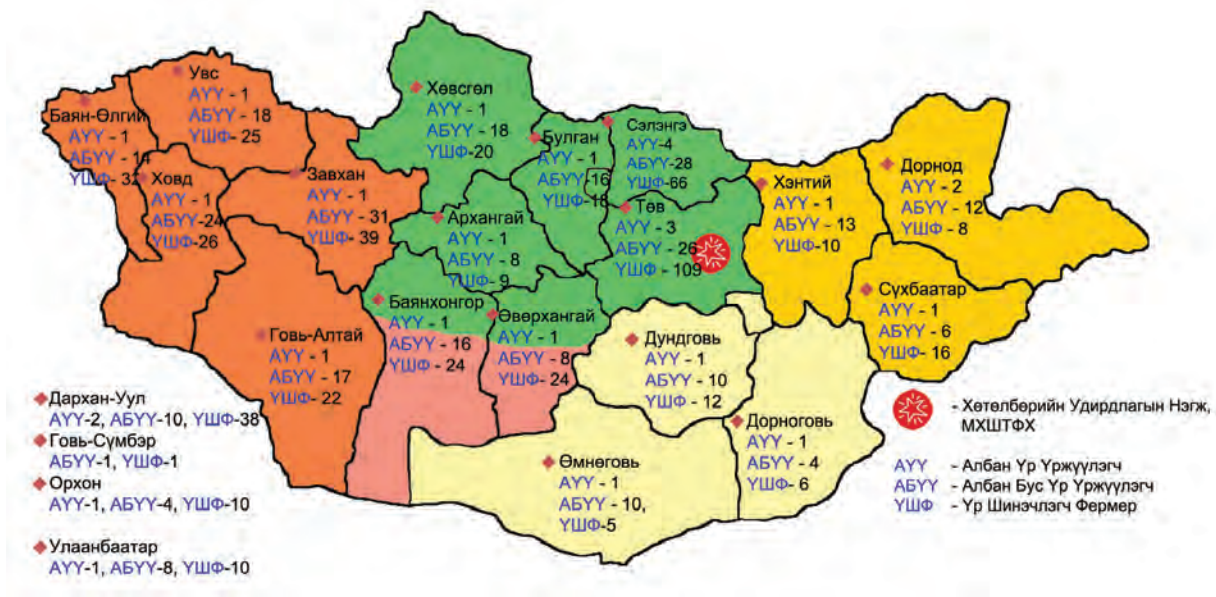 Увс
АҮҮ - 1
АБҮҮ - 18
ҮШФ- 25
Баян-Өлгий
АҮҮ - 1
АБҮҮ - 14
ҮШФ- 32
Ховд
АҮҮ - 1
АБҮҮ-24
ҮШФ-26
Завхан
АҮҮ - 1
АБҮҮ - 31
ҮШФ - 39
Говь-Алтай
АҮҮ - 1
АБҮҮ - 17
ҮШФ- 22
Хөвсгөл
АҮҮ - 1
АБҮҮ - 18
ҮШФ-20
Булган
АҮҮ - 1
АБҮҮ-16
ҮШФ-18
Сэлэнгэ
АҮҮ-4
АБҮҮ-28
ҮШФ-66
Архангай
АҮҮ - 1
АБҮҮ - 8
ҮШФ - 9
Төв
АҮҮ - 3
АБҮҮ - 26
ҮШФ - 109
Баянхонгор
АҮҮ - 1
АБҮҮ - 16
ҮШФ - 24
Өвөрхангай
АҮҮ - 1
АБҮҮ - 8
ҮШФ - 24
Хэнтий
АҮҮ - 1
АБҮҮ - 13
ҮШФ-10
Дорнод
АҮҮ - 2
АБҮҮ - 12
ҮШФ - 8
Сүхбаатар
АҮҮ - 1
АБҮҮ - 6
ҮШФ - 16
Дундговь
АҮҮ - 1
АБҮҮ - 10
ҮШФ - 12
Дорноговь
АҮҮ - 1
АБҮҮ - 4
ҮШФ- 6
Өмнөговь
АҮҮ - 1
АБҮҮ - 10,
ҮШФ-5
Дархан-Уул
АҮҮ-2, АБҮҮ-10, ҮШФ-38
Говь-Сүмбэр
АБҮҮ-1, ҮШФ-1
Орхон
АҮҮ-1, АБҮҮ-4, ҮШФ-10
Улаанбаатар
АҮҮ-1, АБҮҮ-8, ҮШФ-10
- Хөтөлбөрийн Удирдлагын Нэгж,
МХШТФХ
АҮҮ - Албан Үр Үржүүлэгч
АБҮҮ - Албан Бус Үр Үржүүлэгч
ҮШФ - Үр Шинэчлэгч Фермер